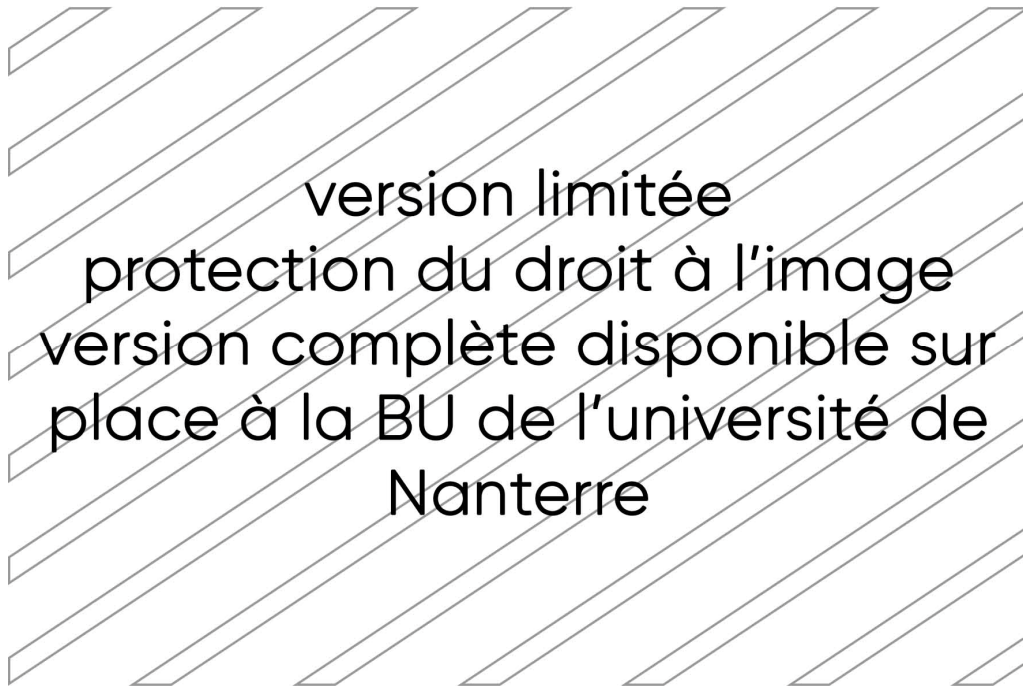 version limitée
protection du droit à l’image
version complète disponible sur
place à la BU de l’université de
Nanterre